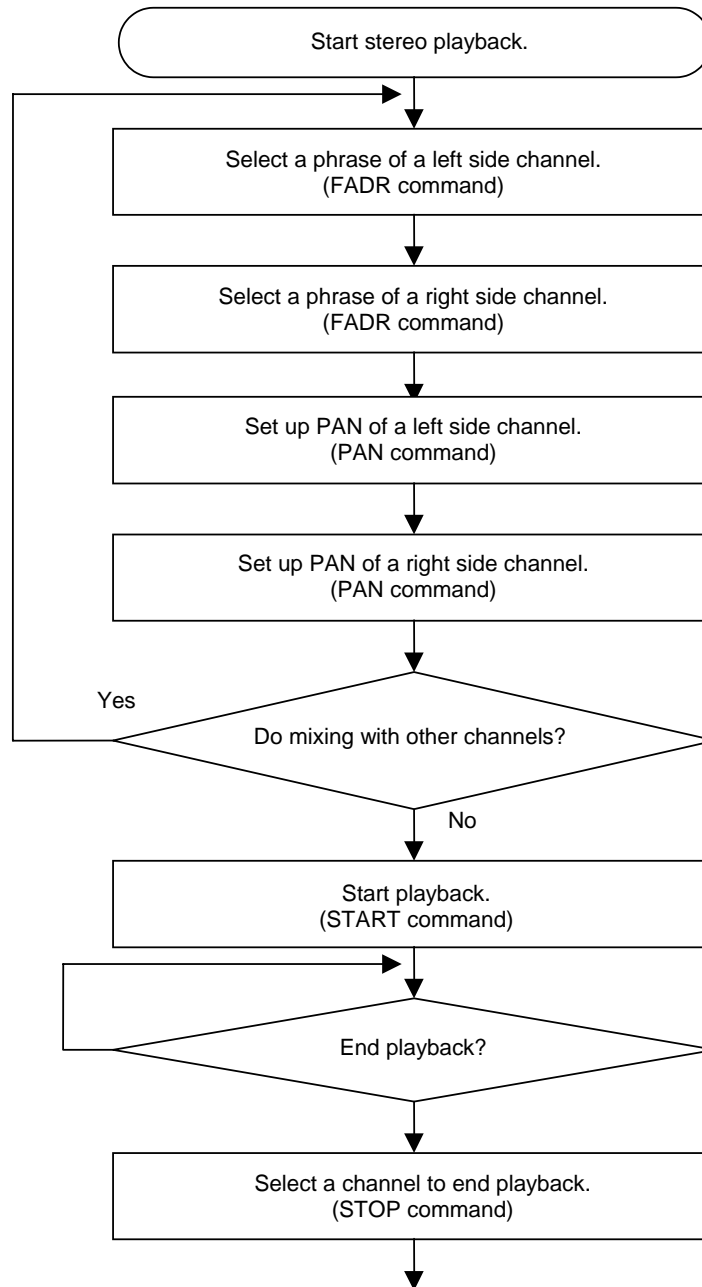 Start stereo playback.
Select a phrase of a left side channel.
(FADR command)
Select a phrase of a right side channel.
(FADR command)
Set up PAN of a left side channel.
(PAN command)
Set up PAN of a right side channel.
(PAN command)
Yes
Do mixing with other channels?
No
Start playback.
(START command)
End playback?
Select a channel to end playback.
(STOP command)